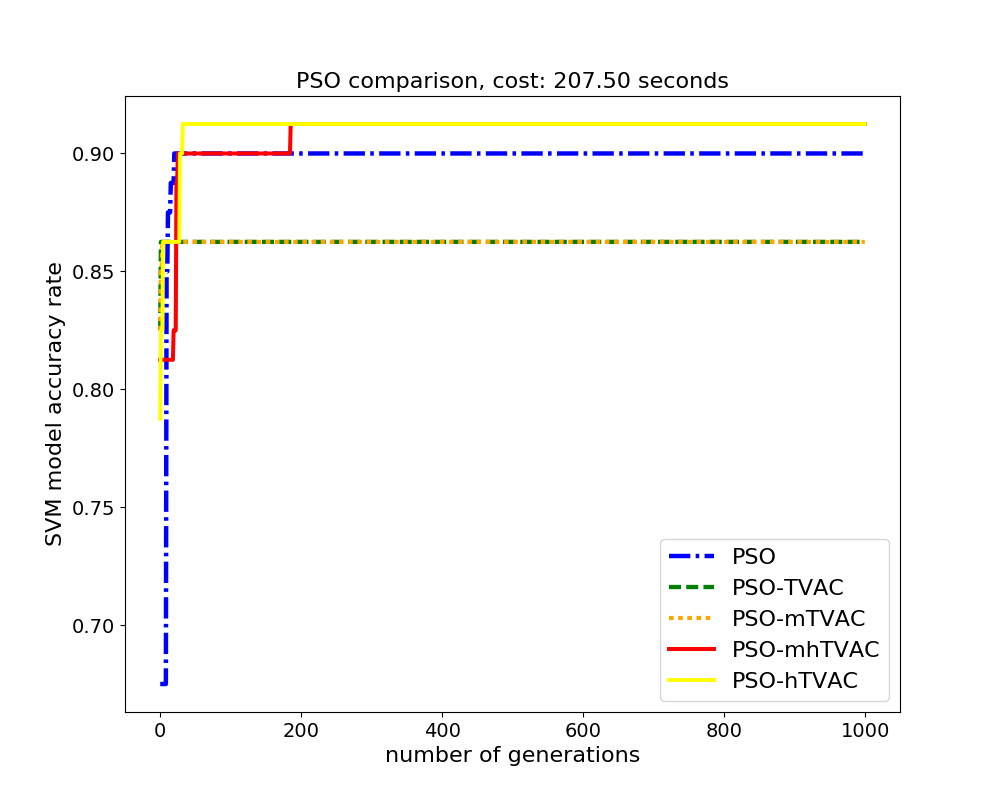 PSO comparison, cost: 207.50 seconds
SVM model accuracy rate
0.90
0.85
0.80
0.75
0.70
0
200
400
600
800
1000
number of generations
PSO
PSO-TVAC
PSO-mTVAC
PSO-mhTVAC
PSO-hTVAC